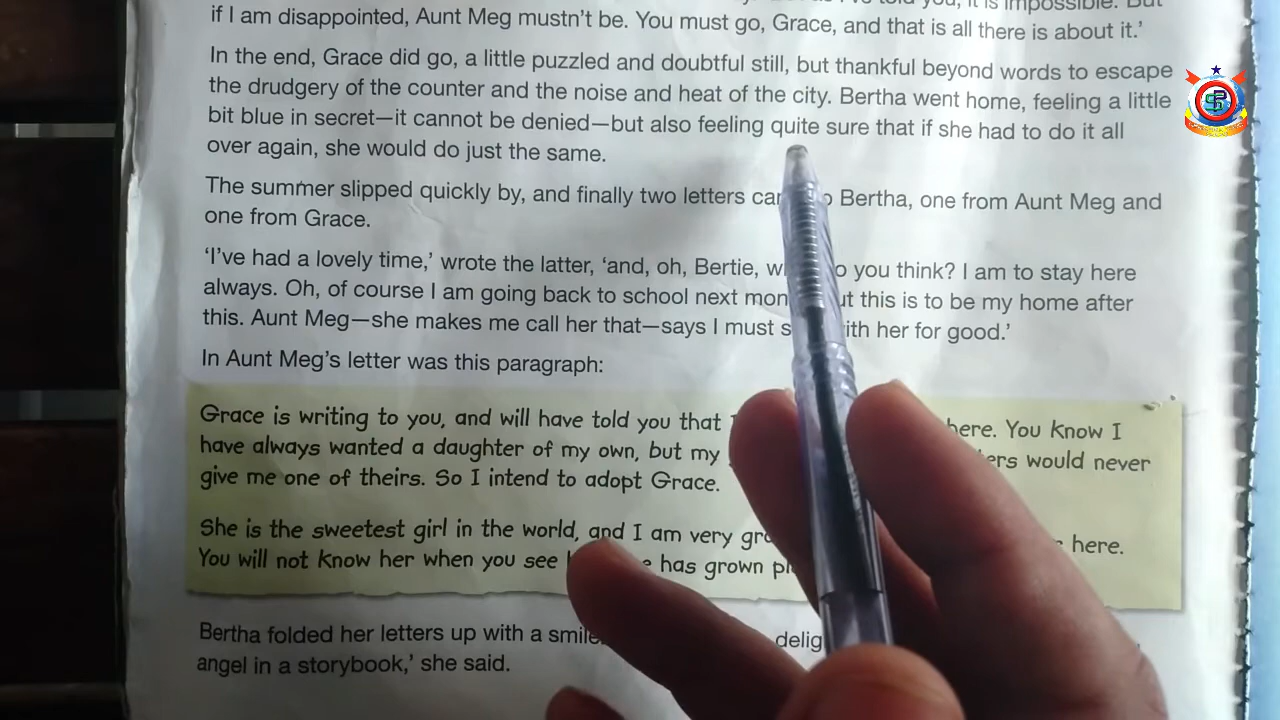 if I am disappointed, Aunt Meg mustn't be. You must go, Grace, and that is all there is about it.'
In the end, Grace did go, a little puzzled and doubtful still, but thankful beyond words to escape
the drudgery of the counter and the noise and heat of the city. Bertha went home, feeling a little
bit blue in secret—it cannot be denied—but also feeling quite sure that if she had to do it all
over again, she would do just the same.
The summer slipped quickly by, and finally two letters Bertha, one from Aunt Meg and
one from Grace.
'I've had a lovely time,' wrote the latter, 'and, oh, Bertie, you think? I am to stay here
always. Oh, of course I am going back to school next this is to be my home after
this. Aunt Meg—she makes me call her that—says I must her for good.'
In Aunt Meg's letter was this paragraph:
Grace is writing to you, and will have told you that here. You know I
have always wanted a daughter of my own, but my would never
give me one of theirs. So I intend to adopt Grace.
She is the sweetest girl in the world, and I am very here.
You will not know her when you see has grown
Bertha folded her letters up with a smile
angel in a storybook,' she said.